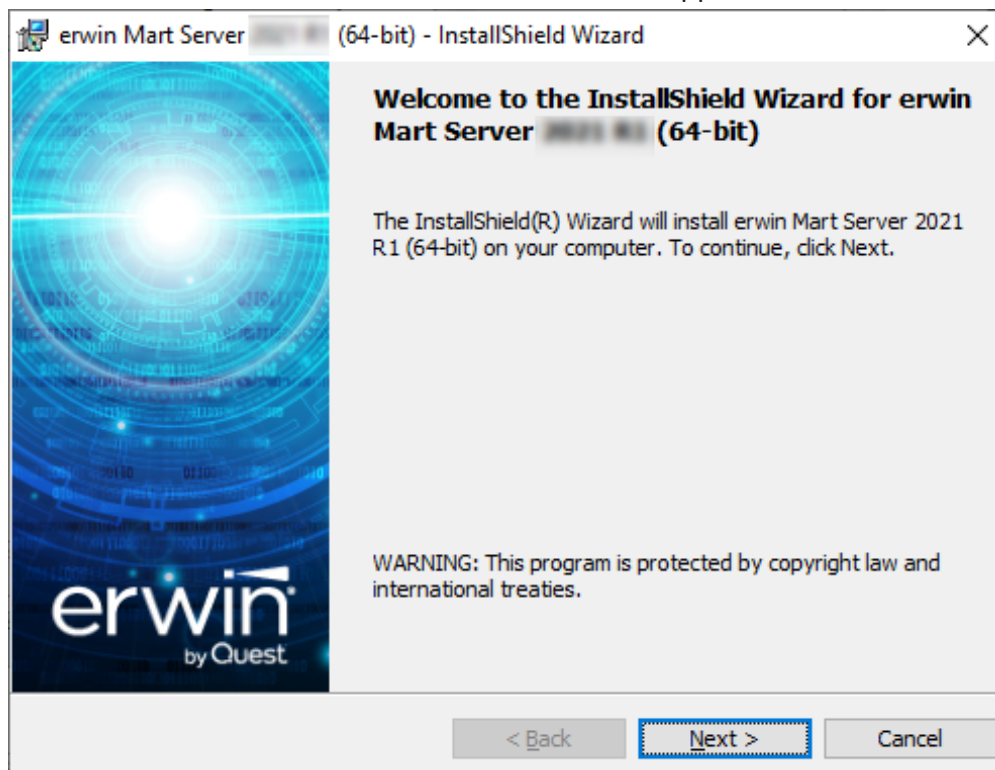 erwin Mart Server (64-bit) - InstallShield Wizard
Welcome to the InstallShield Wizard for erwin
Mart Server (64-bit)
The InstallShield(R) Wizard will install erwin Mart Server 2021
R1 (64-bit) on your computer. To continue, click Next.
WARNING: This program is protected by copyright law and
international treaties.
erwin
by Quest
< Back
Next >
Cancel